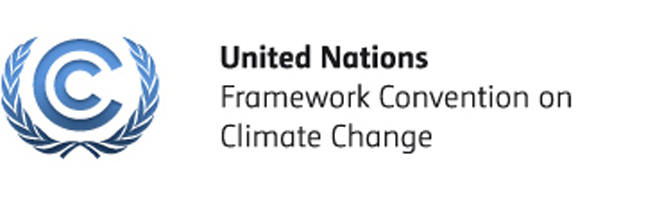 United Nations
Framework Convention on
Climate Change